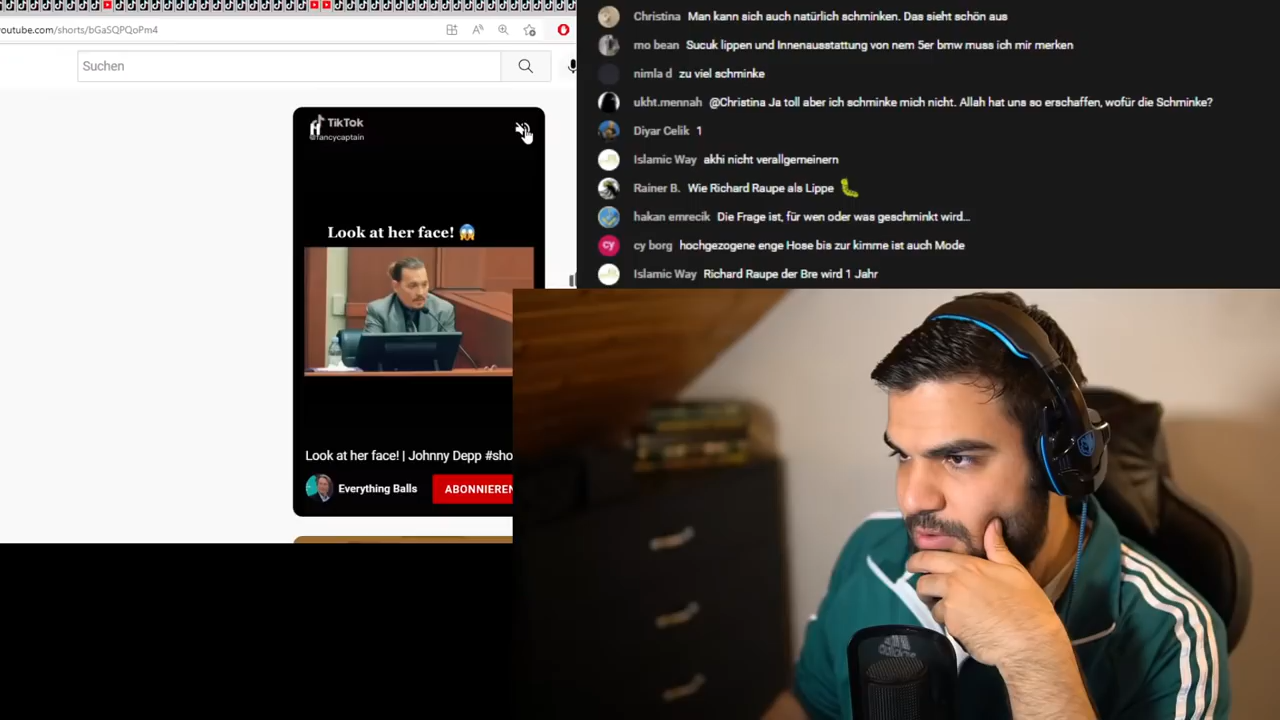 youtube.com/shorts/bGaSQPQoPm4
Suchen
TikTok
@fancycaptain
Look at her face! 😱
Look at her face! | Johnny Depp #sho
Everything Balls
ABONNIEREN
Christina Man kann sich auch natürlich schminken. Das sieht schön aus
mo bean Sucuk lippen und Innenausstattung von nem 5er bmw muss ich mir merken
nimla d zu viel schminke
ukht.mennah @Christina Ja toll aber ich schminke mich nicht. Allah hat uns so erschaffen, wofür die Schminke?
Diyar Celik 1
Islamic Way akhi nicht verallgemeinern
Rainer B. Wie Richard Raupe als Lippe 🐛
hakan emrecik Die Frage ist, für wen oder was geschminkt wird...
cy
cy borg hochgezogene enge Hose bis zur kimme ist auch Mode
Islamic Way Richard Raupe der Bre wird 1 Jahr
adidas